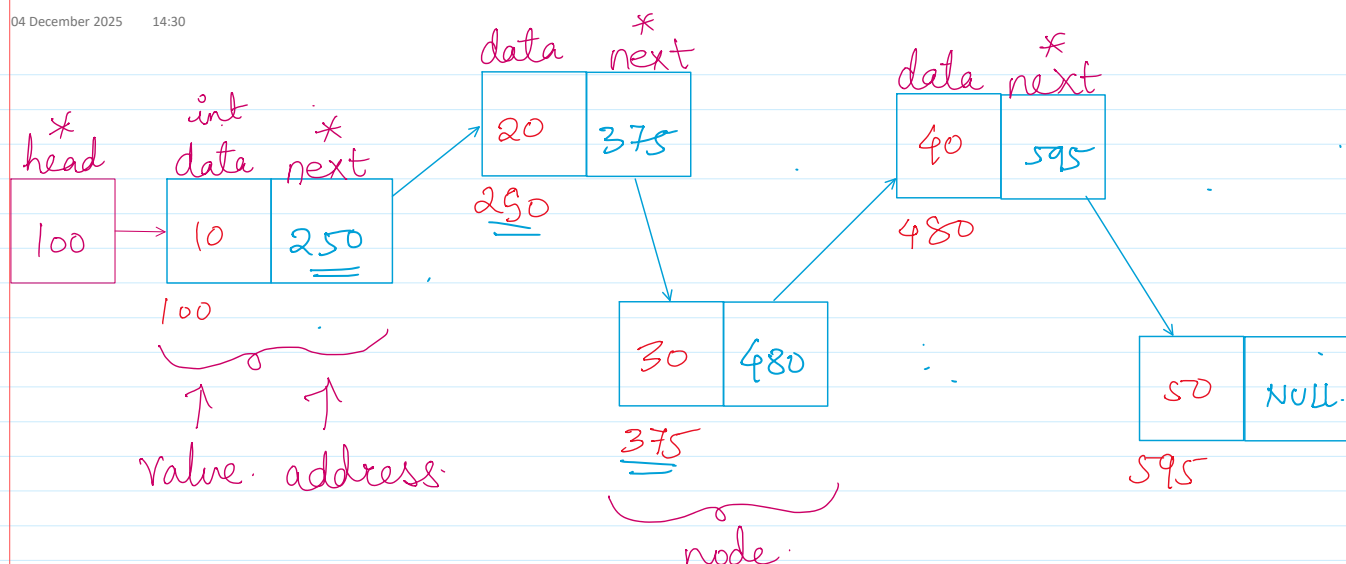 04 December 2025 14:30
*
head
100
int
data
*
next
10
250
100
value. address.
data
*
next
20
375
250
30
480
375
node.
data
*
next
40
595
480
50
NULL.
595